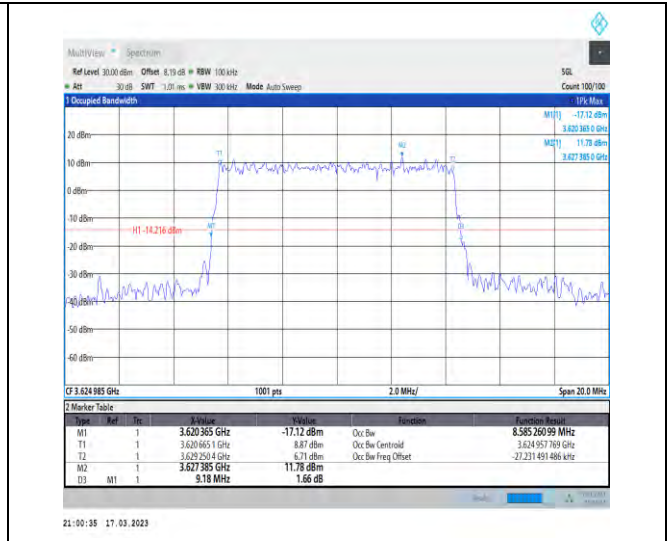 MultiView Spectrum
Ref Level 30.00 dBm Offset 8.19 dB RBW 100 kHz SGL
Att 30 dB SWT 1.01 ms VBW 300 kHz Mode Auto Sweep Count 100/100
1 Occupied Bandwidth 1Pk Max
M1[1] -17.12 dBm
3.620 365 0 GHz
M2[1] 11.78 dBm
3.627 385 0 GHz
20 dBm
10 dBm
0 dBm
-10 dBm
H1 -14.216 dBm
-20 dBm
-30 dBm
-40 dBm
-50 dBm
-60 dBm
T1
M2
T2
M1
D3
CF 3.624 985 GHz 1001 pts 2.0 MHz/ Span 20.0 MHz
2 Marker Table
Type Ref Trc X-Value Y-Value Function Function Result
M1 1 3.620 365 GHz -17.12 dBm Occ Bw 8.585 260 99 MHz
T1 1 3.620 665 1 GHz 8.87 dBm Occ Bw Centroid 3.624 957 769 GHz
T2 1 3.629 250 4 GHz 6.71 dBm Occ Bw Freq Offset -27.231 491 486 kHz
M2 1 3.627 385 GHz 11.78 dBm
D3 M1 1 9.18 MHz 1.66 dB
21:00:35 17.03.2023